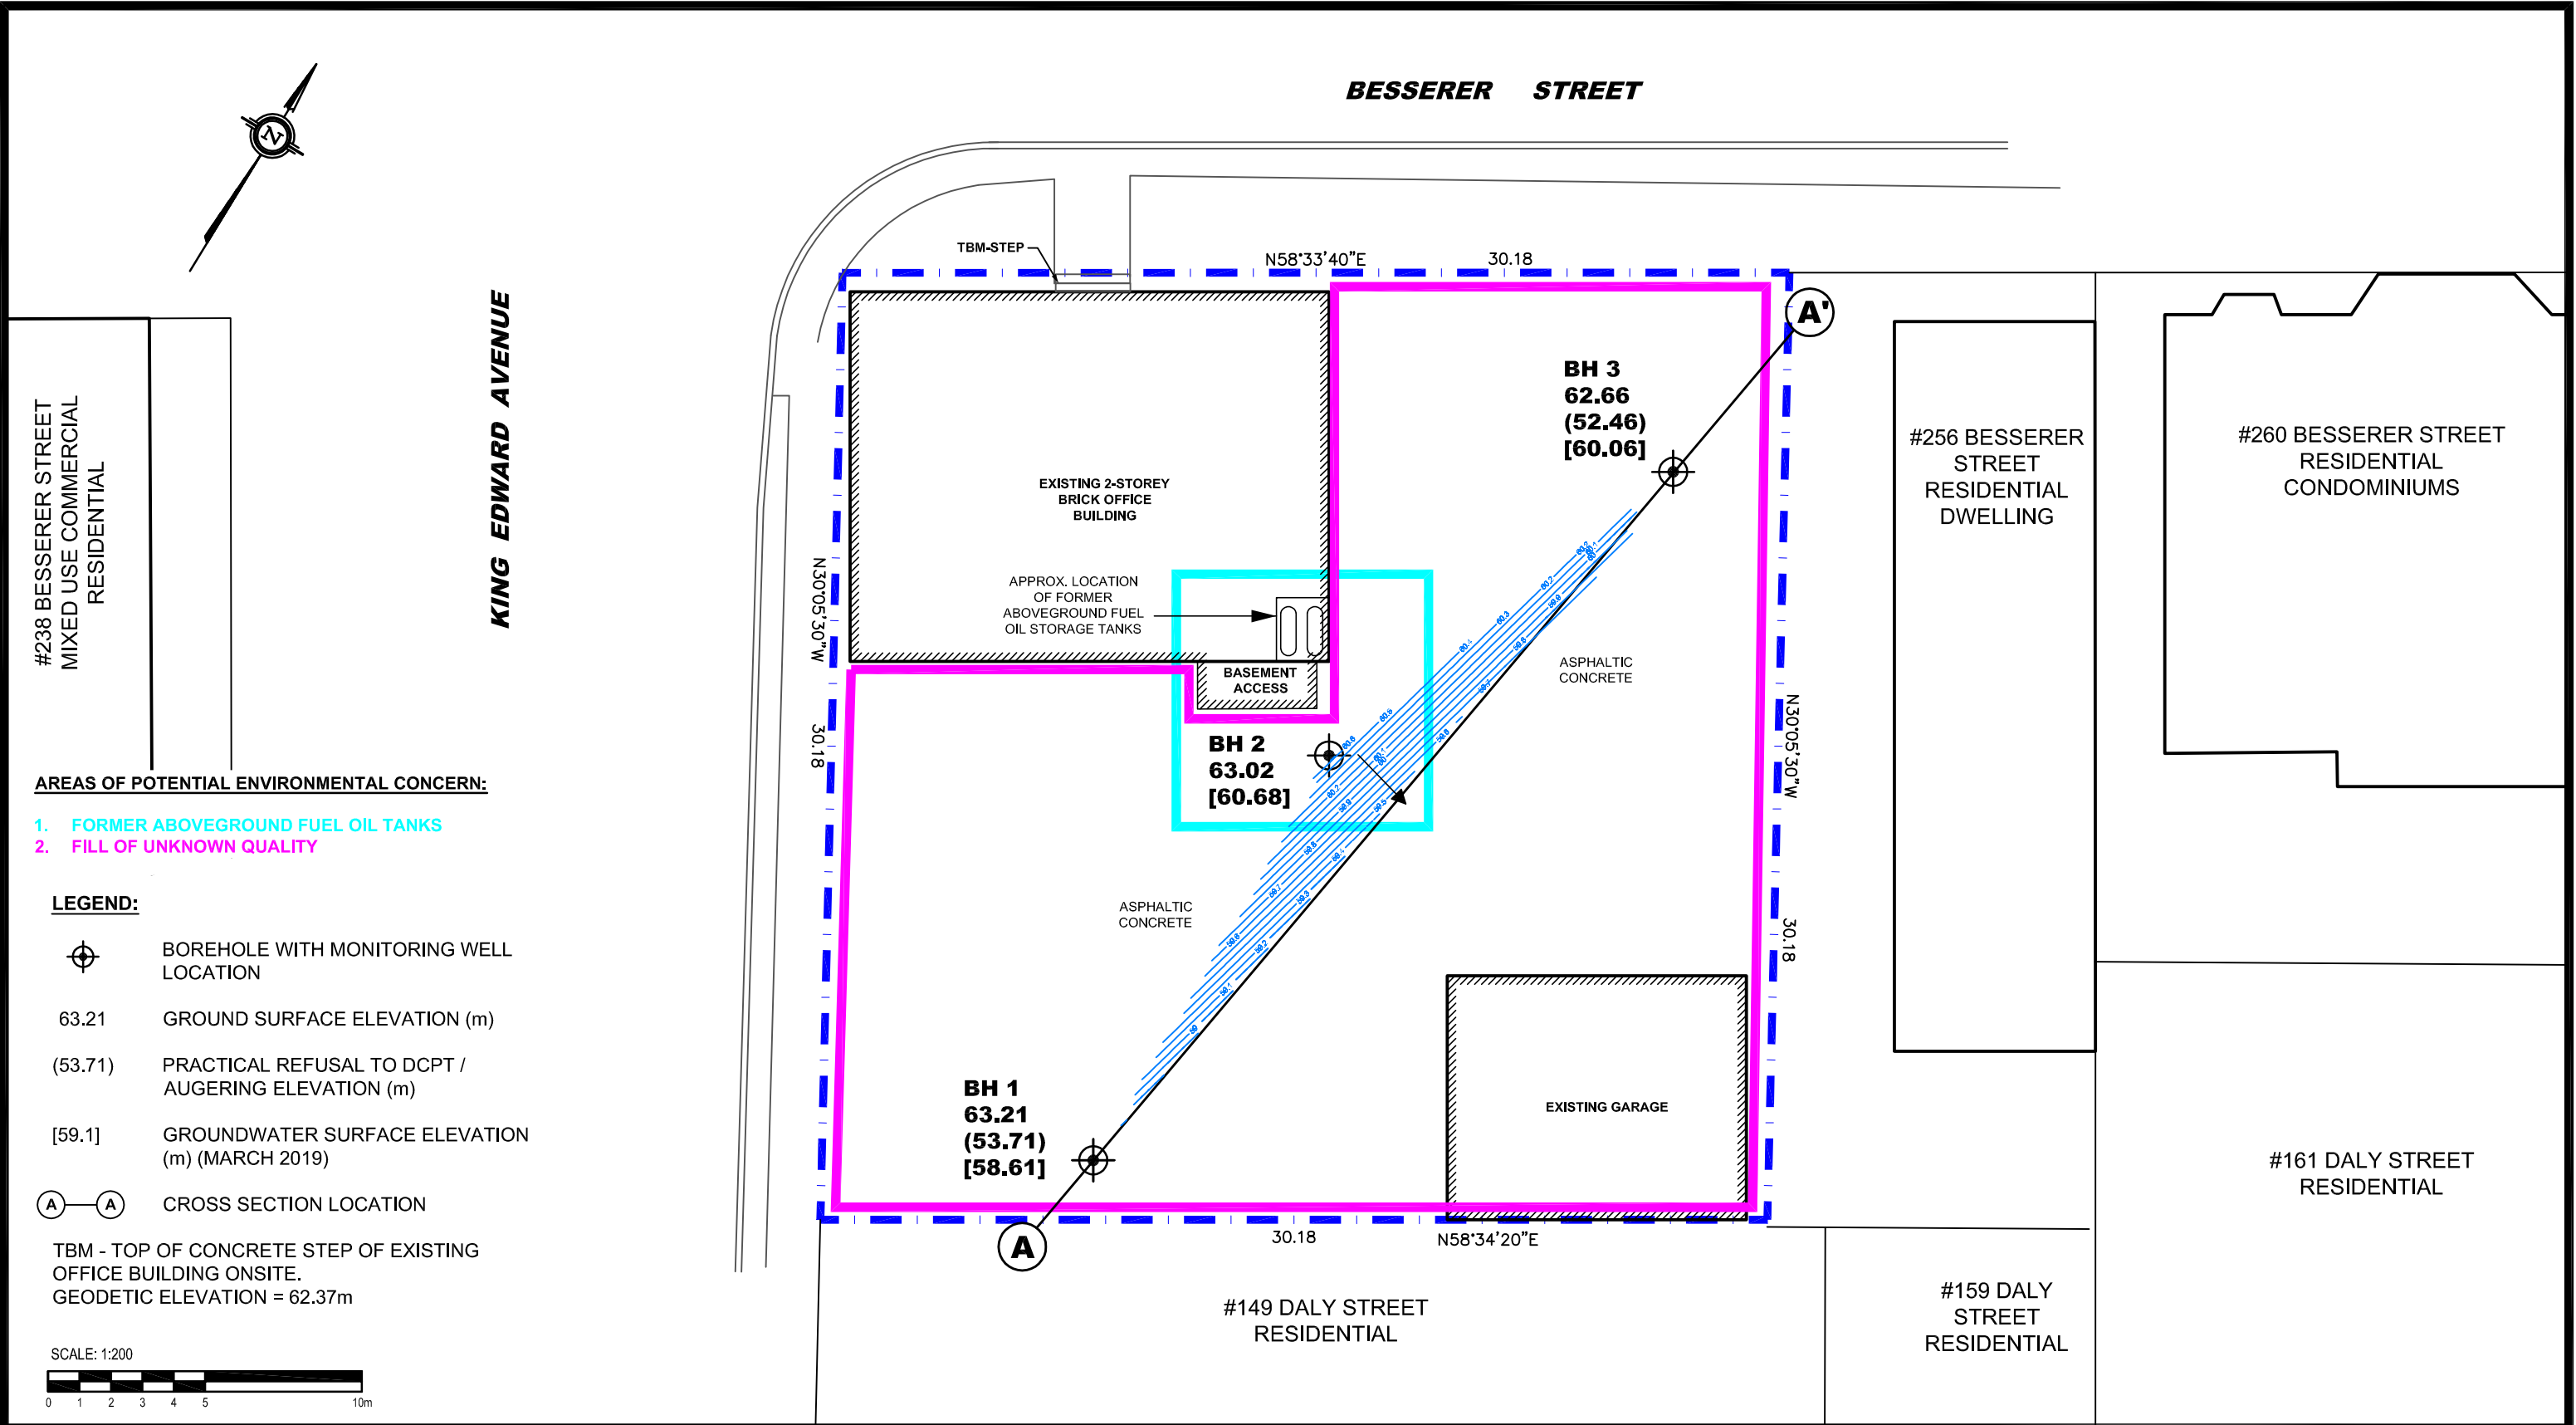 BESSERER STREET
N
KING EDWARD AVENUE
#238 BESSERER STREET
MIXED USE COMMERCIAL
RESIDENTIAL
TBM-STEP
N58°33'40"E
30.18
A'
BH 3
62.66
(52.46)
[60.06]
#256 BESSERER
STREET
RESIDENTIAL
DWELLING
#260 BESSERER STREET
RESIDENTIAL
CONDOMINIUMS
EXISTING 2-STOREY
BRICK OFFICE
BUILDING
APPROX. LOCATION
OF FORMER
ABOVEGROUND FUEL
OIL STORAGE TANKS
BASEMENT
ACCESS
N30°05'30"W
30.18
ASPHALTIC
CONCRETE
N30°05'30"W
30.18
BH 2
63.02
[60.68]
ASPHALTIC
CONCRETE
BH 1
63.21
(53.71)
[58.61]
A
EXISTING GARAGE
30.18
N58°34'20"E
#149 DALY STREET
RESIDENTIAL
#159 DALY
STREET
RESIDENTIAL
#161 DALY STREET
RESIDENTIAL
AREAS OF POTENTIAL ENVIRONMENTAL CONCERN:
1. FORMER ABOVEGROUND FUEL OIL TANKS
2. FILL OF UNKNOWN QUALITY
LEGEND:
BOREHOLE WITH MONITORING WELL
LOCATION
63.21 GROUND SURFACE ELEVATION (m)
(53.71) PRACTICAL REFUSAL TO DCPT /
AUGERING ELEVATION (m)
[59.1] GROUNDWATER SURFACE ELEVATION
(m) (MARCH 2019)
A A CROSS SECTION LOCATION
TBM - TOP OF CONCRETE STEP OF EXISTING
OFFICE BUILDING ONSITE.
GEODETIC ELEVATION = 62.37m
SCALE: 1:200
0 1 2 3 4 5 10m